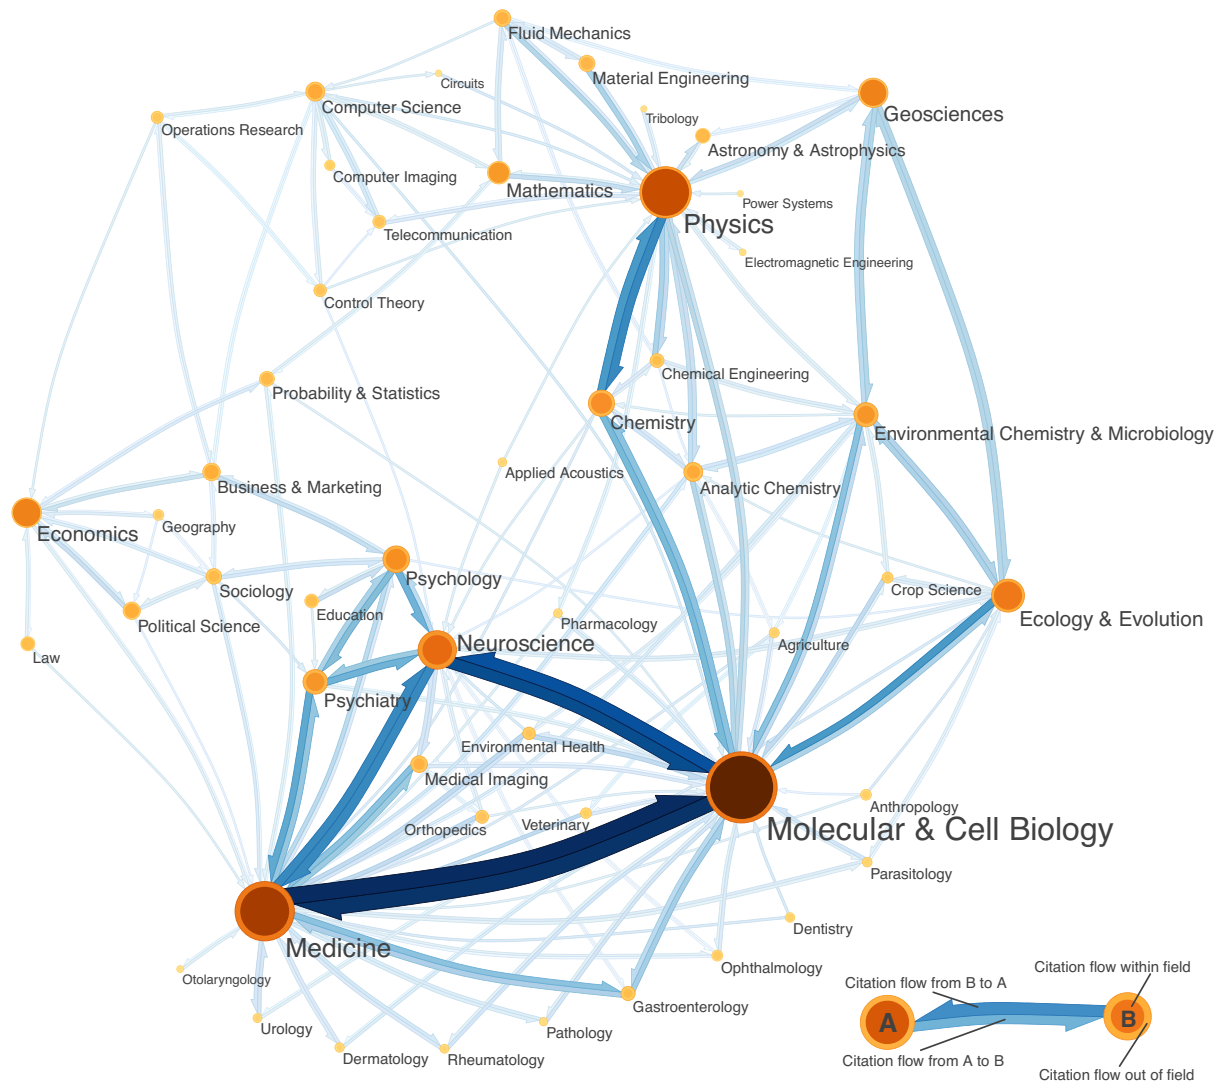 Fluid Mechanics
Material Engineering
Circuits
Computer Science
Geosciences
Tribology
Operations Research
Astronomy & Astrophysics
Computer Imaging
Mathematics
Power Systems
Physics
Telecommunication
Electromagnetic Engineering
Control Theory
Chemical Engineering
Probability & Statistics
Chemistry
Environmental Chemistry & Microbiology
Applied Acoustics
Business & Marketing
Analytic Chemistry
Geography
Economics
Psychology
Sociology
Crop Science
Education
Ecology & Evolution
Political Science
Pharmacology
Neuroscience
Agriculture
Law
Psychiatry
Environmental Health
Medical Imaging
Anthropology
Orthopedics
Veterinary
Molecular & Cell Biology
Parasitology
Dentistry
Medicine
Ophthalmology
Otolaryngology
Gastroenterology
Urology
Pathology
Dermatology
Rheumatology
Citation flow within field
Citation flow from B to A
A
B
Citation flow from A to B
Citation flow out of field